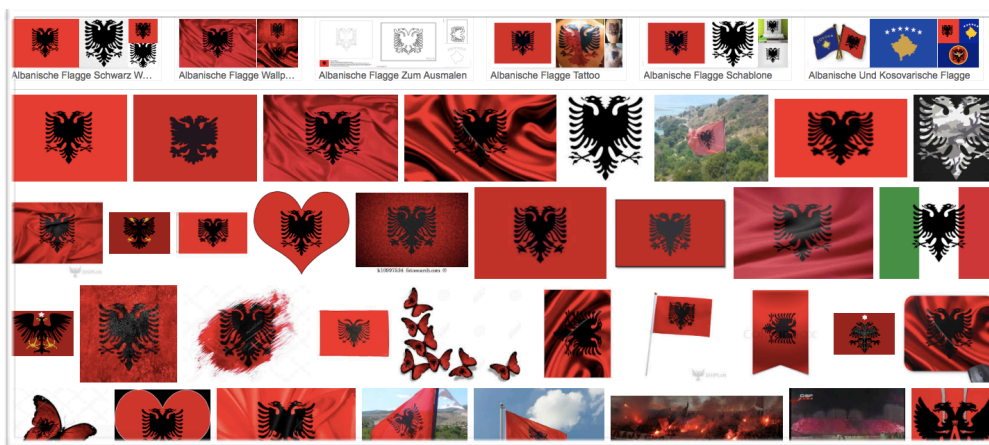 Albanische Flagge Schwarz W...
Albanische Flagge Wallp...
Albanische Flagge Zum Ausmalen
Albanische Flagge Tattoo
Albanische Flagge Schablone
Albanische Und Kosovarische Flagge